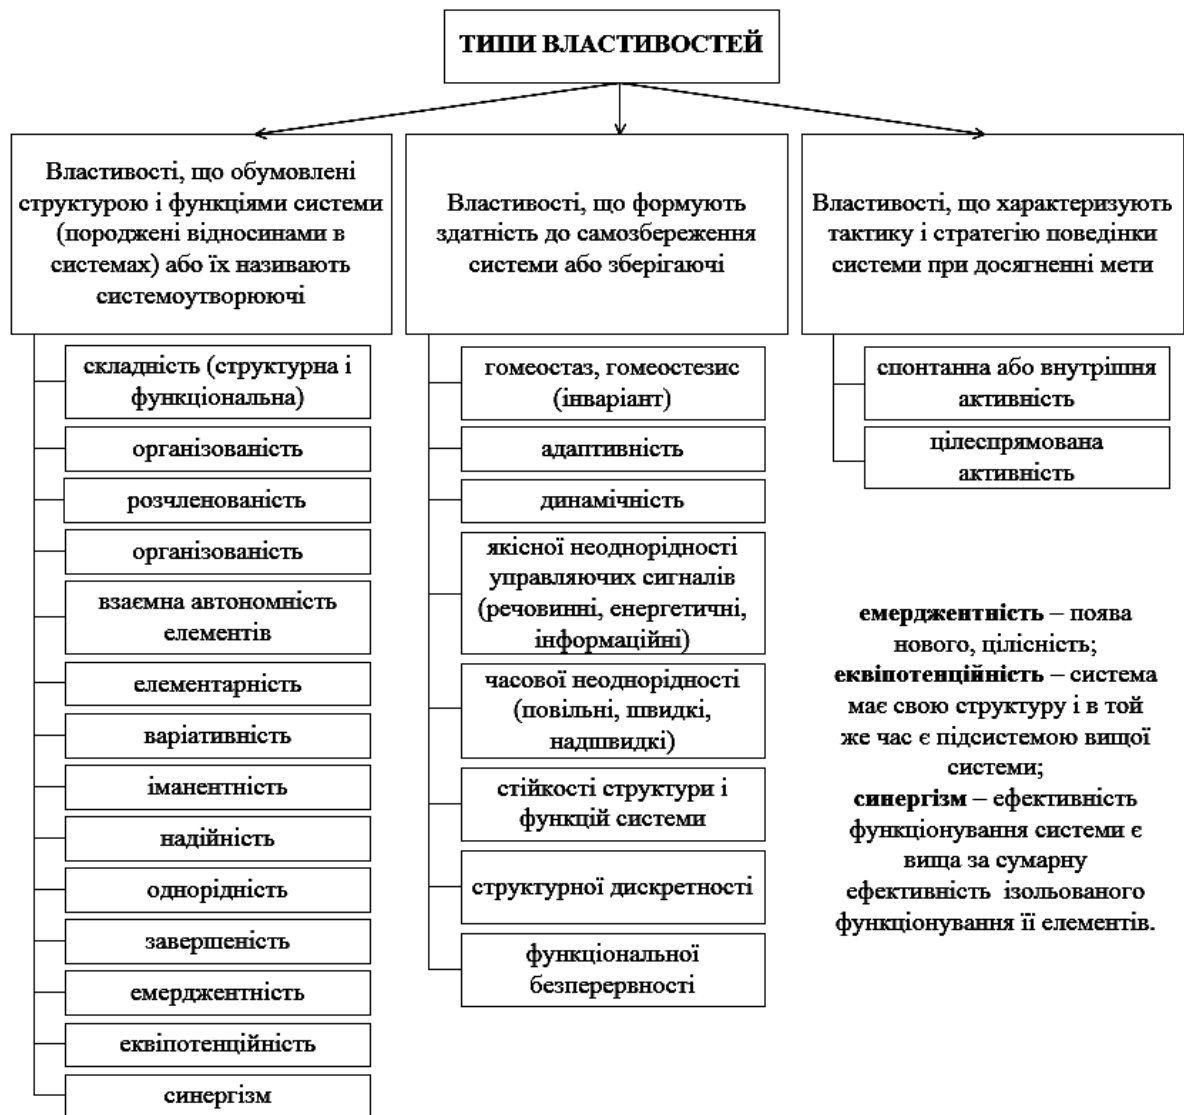 ТИПИ ВЛАСТИВОСТЕЙ
Властивості, що обумовлені
структурою і функціями системи
(породжені відносинами в
системах) або їх називають
системоутворюючі
складність (структурна і
функціональна)
організованість
розчленованість
організованість
взаємна автономність
елементів
елементарність
варіативність
іманентність
надійність
однорідність
завершеність
емерджентність
еквіпотенційність
синергізм
Властивості, що формують
здатність до самозбереження
системи або зберігаючі
гомеостаз, гомеостезис
(інваріант)
адаптивність
динамічність
якісної неоднорідності
управляючих сигналів
(речовинні, енергетичні,
інформаційні)
часової неоднорідності
(повільні, швидкі,
надшвидкі)
стійкості структури і
функцій системи
структурної дискретності
функціональної
безперервності
Властивості, що характеризують
тактику і стратегію поведінки
системи при досягненні мети
спонтанна або внутрішня
активність
цілеспрямована
активність
емерджентність – поява
нового, цілісність;
еквіпотенційність – система
має свою структуру і в той
же час є підсистемою вищої
системи;
синергізм – ефективність
функціонування системи є
вища за сумарну
ефективність ізольованого
функціонування її елементів.